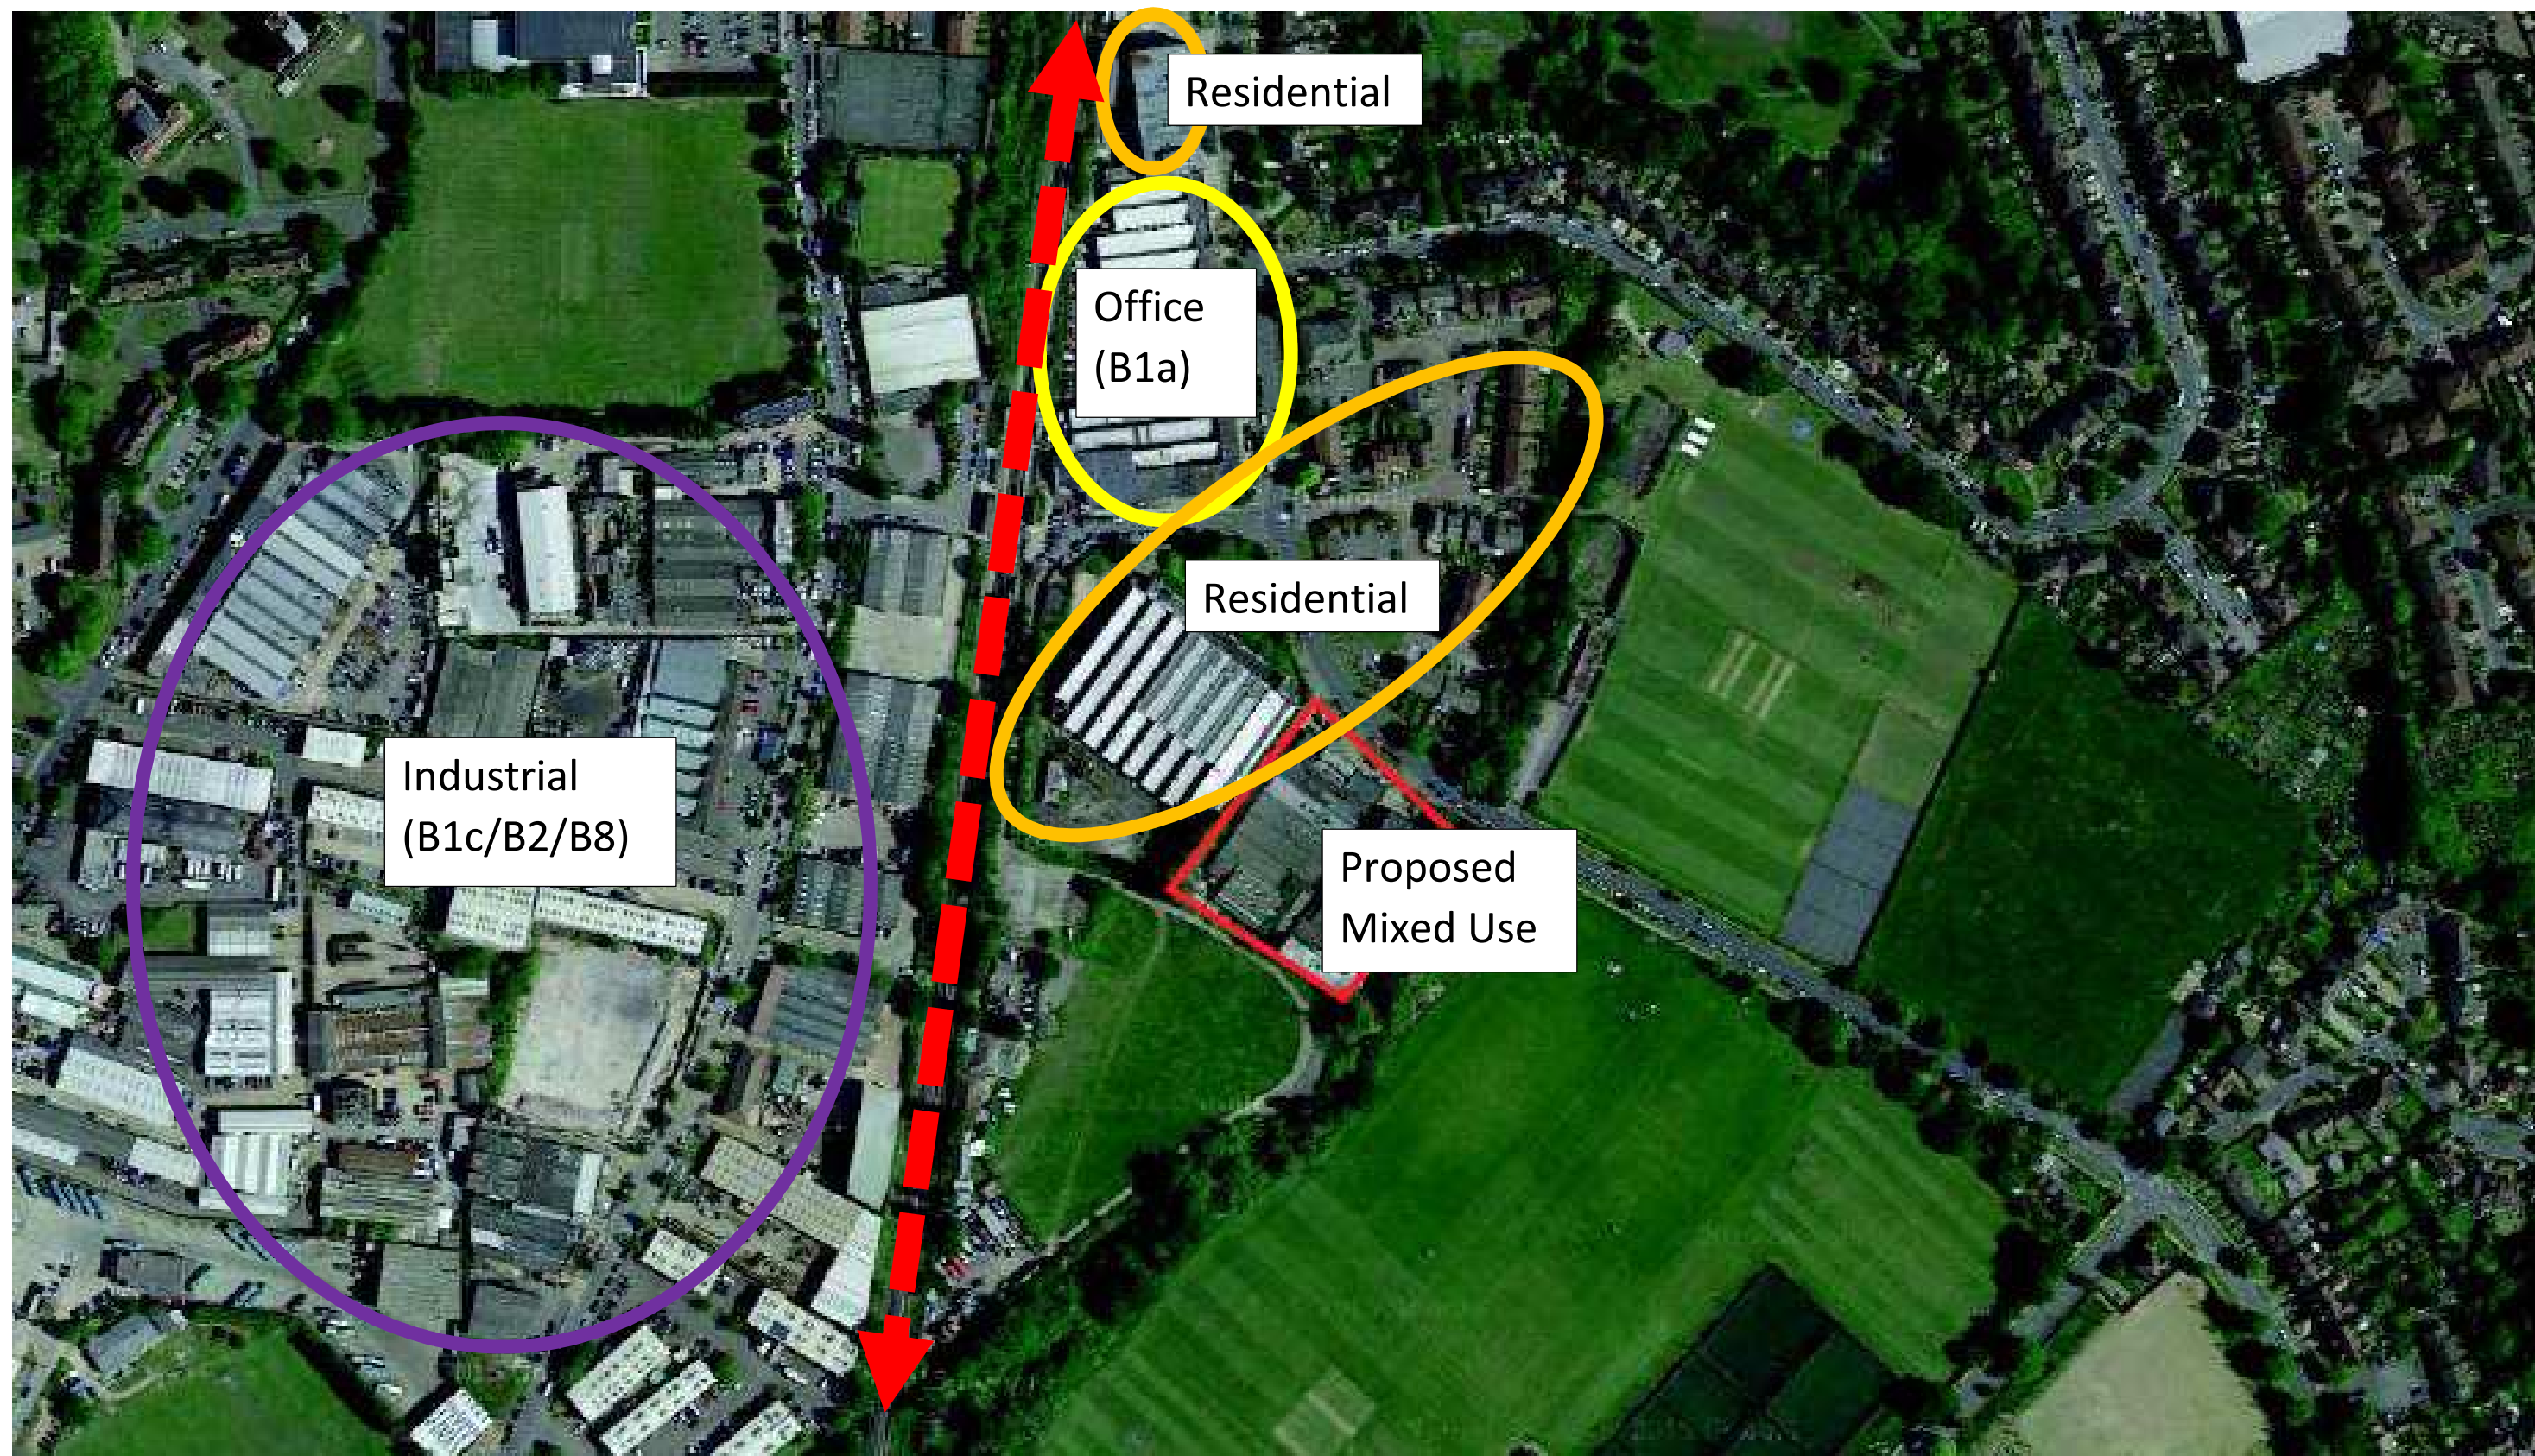 Residential
Office
(B1a)
Residential
Industrial
(B1c/B2/B8)
Proposed
Mixed Use